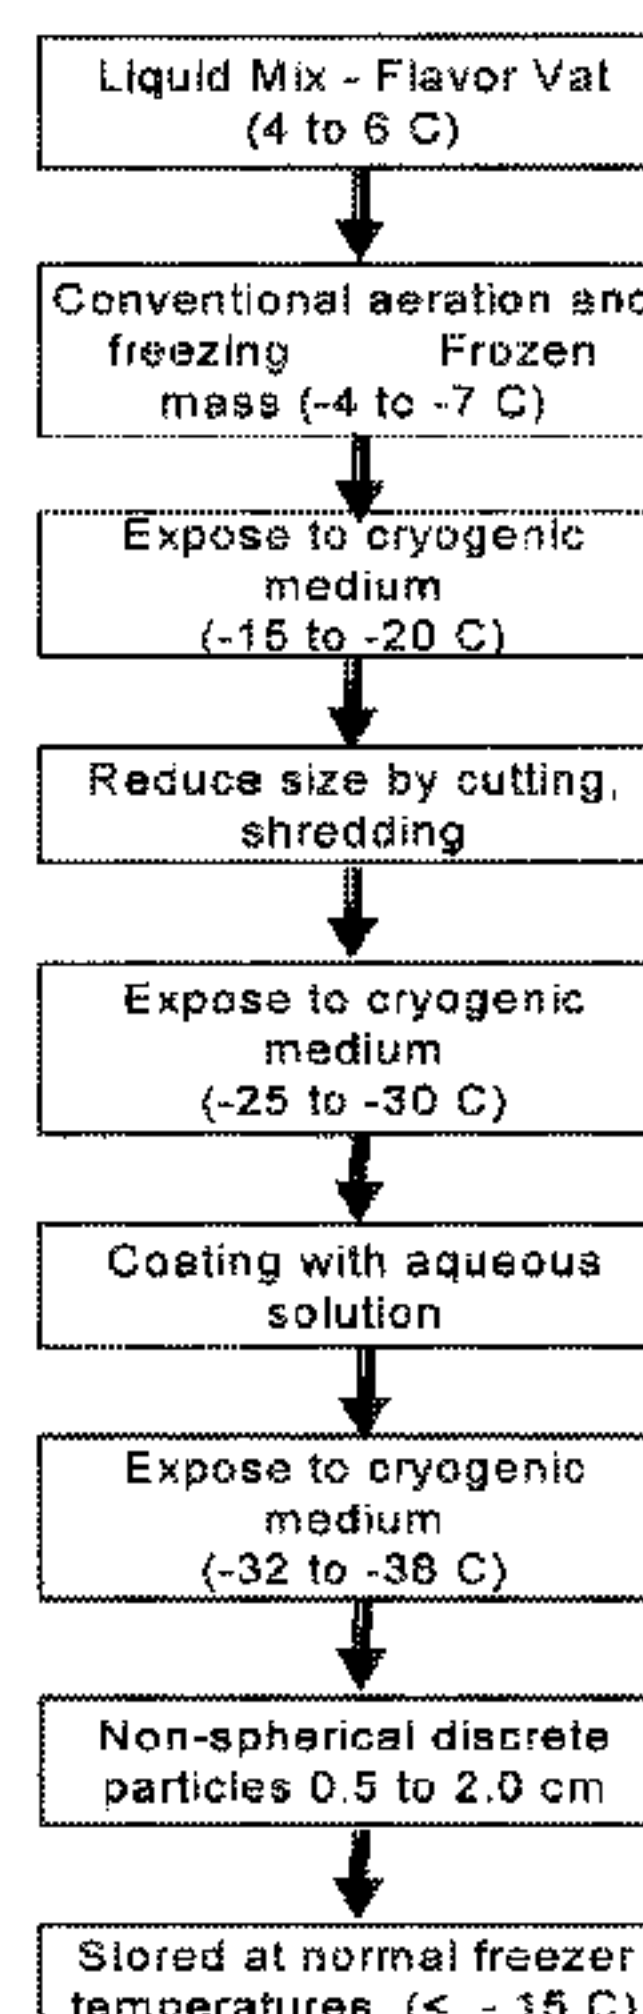 Liquid Mix - Flavor Vat
(4 to 6 C)
Conventional aeration and
freezing Frozen
mass (-4 to -7 C)
Expose to cryogenic
medium
(-15 to -20 C)
Reduce size by cutting,
shredding
Expose to cryogenic
medium
(-25 to -30 C)
Coating with aqueous
solution
Expose to cryogenic
medium
(-32 to -38 C)
Non-spherical discrete
particles 0.5 to 2.0 cm
Stored at normal freezer
temperatures (< - 15 C)